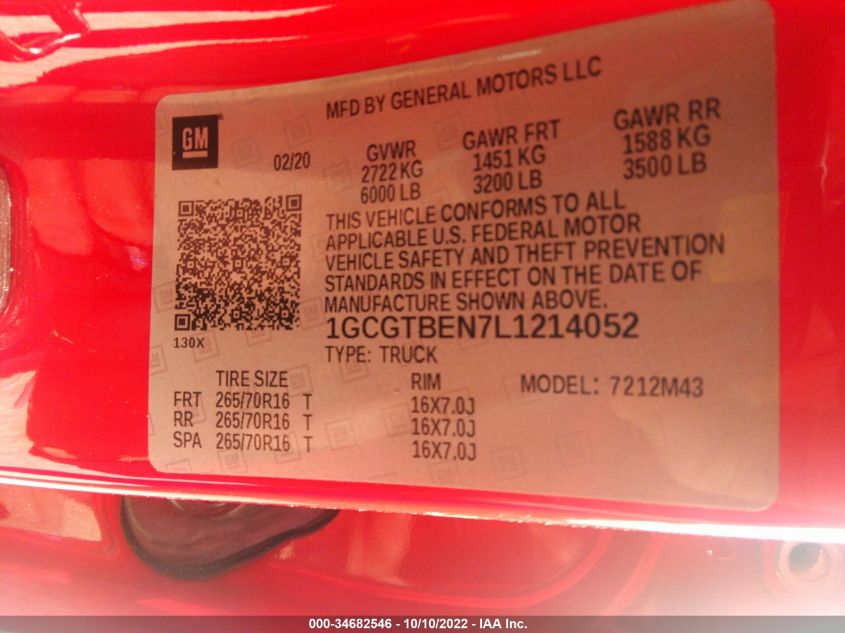 MFD BY GENERAL MOTORS LLC
GM
02/20
GVWR
2722 KG
6000 LB
GAWR FRT
1451 KG
3200 LB
GAWR RR
1588 KG
3500 LB
THIS VEHICLE CONFORMS TO ALL
APPLICABLE U.S. FEDERAL MOTOR
VEHICLE SAFETY AND THEFT PREVENTION
STANDARDS IN EFFECT ON THE DATE OF
MANUFACTURE SHOWN ABOVE.
1GCGTBEN7L1214052
130X
TYPE: TRUCK
MODEL: 7212M43
TIRE SIZE RIM
FRT 265/70R16 T 16X7.0J
RR 265/70R16 T 16X7.0J
SPA 265/70R16 T 16X7.0J
000-34682546 - 10/10/2022 - IAA Inc.